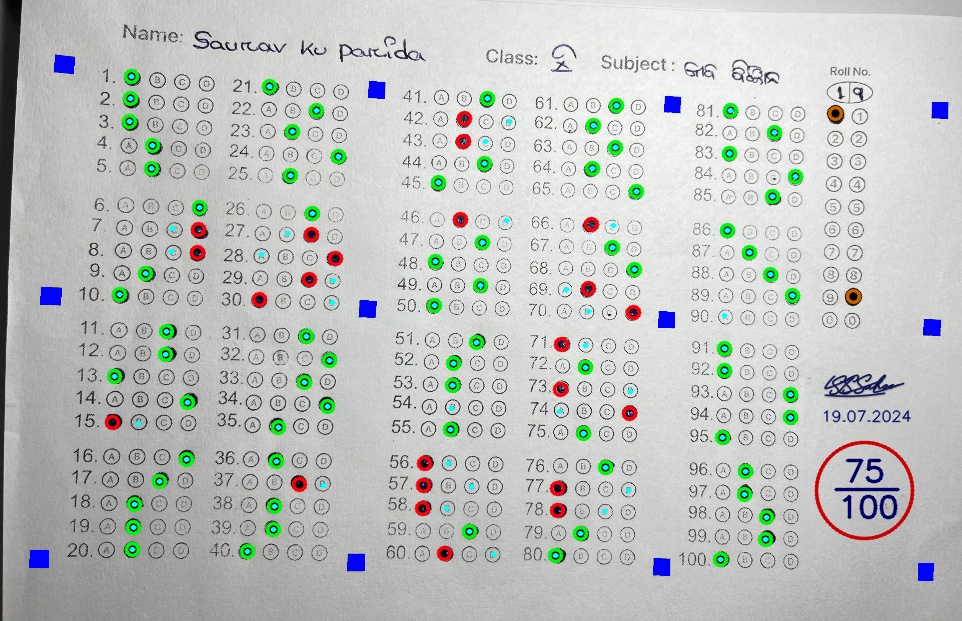 Name: Saurav Ku Parida
Class: X Subject:
Roll No.
1 9
1. B C D
2. B C D
3. B C D
4. A C D
5. A C D
6. A B C
7. A B
8. A B
9. A C D
10. B C D
11. A B D
12. A B D
13. B C D
14. A B C
15. C D
16. A B C
17. A B D
18. A C D
19. A C D
20. A C D
21. B C D
22. A B D
23. A C D
24. A B C
25. A C D
26. A B D
27. A D
28. B C
29. A B
30. B C
31. A B D
32. A B C
33. A B D
34. A B C
35. A C D
36. A C D
37. A B
38. A C D
39. A C D
40. B C D
41. A B D
42. A C
43. A D
44. A B D
45. B C D
46. A C
47. A B D
48. B C D
49. A B D
50. B C D
51. A B D
52. A C D
53. A C D
54. A C D
55. A C D
56. C D
57. B D
58. C D
59. A B D
60. A C
61. A B D
62. A C D
63. A B D
64. A C D
65. A B C
66. A D
67. A B D
68. A B C
69. C D
70. A C
71. C D
72. A C D
73. B C
74. B C
75. A C D
76. A B D
77. B C
78. B D
79. A C D
80. B C D
81. B C D
82. A B D
83. B C D
84. A B C
85. A B D
86. B C D
87. A C D
88. A B D
89. A B C
90. B C D
91. B C D
92. B C D
93. A B C
94. A B C
95. B C D
96. A C D
97. A C D
98. A B D
99. A B D
100. B C D
1
2 2
3 3
4 4
5 5
6 6
7 7
8 8
9
0 0
19.07.2024
75
100